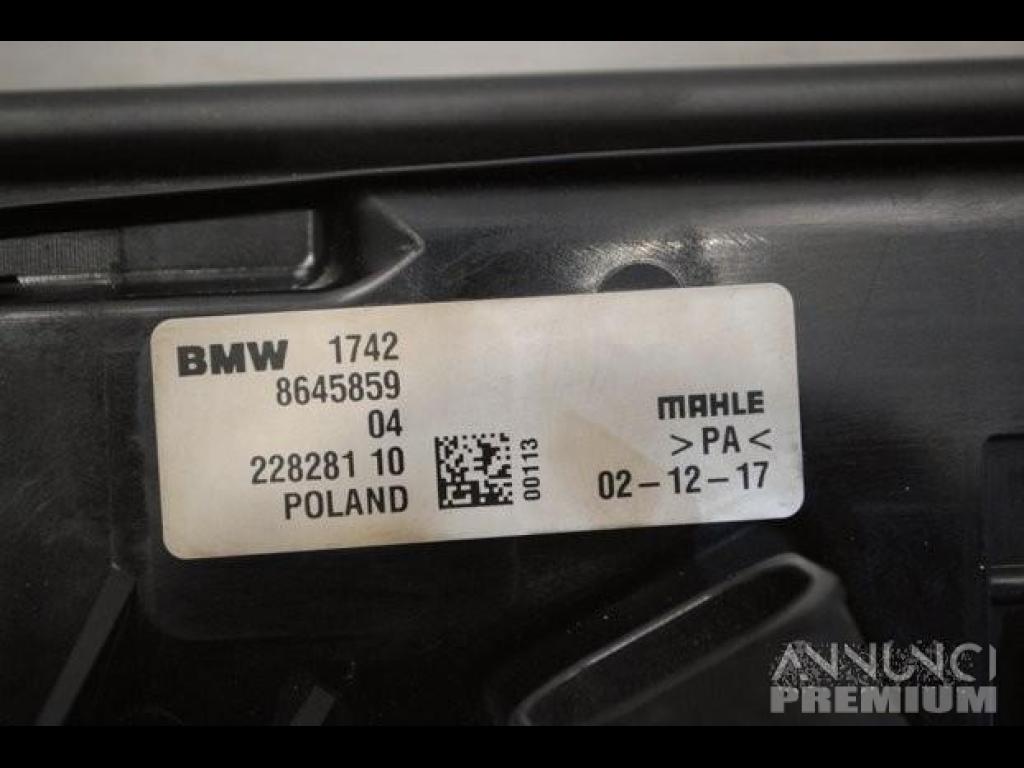 BMW 1742
8645859
04
228281 10
POLAND
00113
MAHLE
>PA<
02-12-17
ANNUNCI
PREMIUM